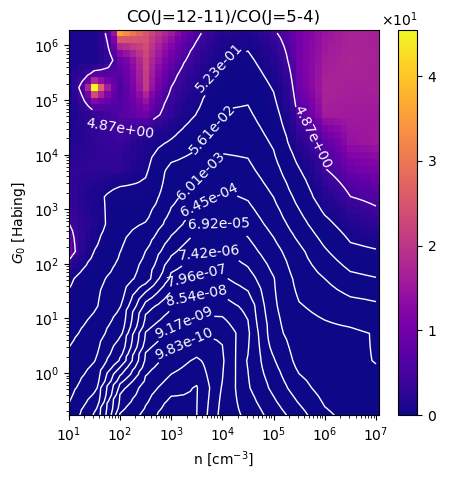 CO(J=12-11)/CO(J=5-4)
×10¹
10⁶
10⁵
10⁴
10³
10²
10¹
10⁰
G₀ [Habing]
5.23e-01
4.87e+00
4.87e+00
5.61e-02
6.01e-03
6.45e-04
6.92e-05
7.42e-06
7.96e-07
8.54e-08
9.17e-09
9.83e-10
4
3
2
1
0
10¹ 10² 10³ 10⁴ 10⁵ 10⁶ 10⁷
n [cm⁻³]